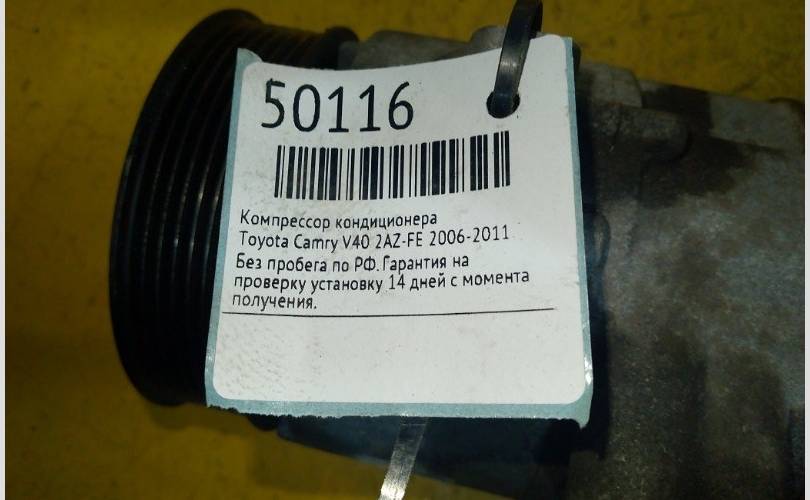 50116
Компрессор кондиционера
Toyota Camry V40 2AZ-FE 2006-2011
Без пробега по РФ.Гарантия на
проверку установку 14 дней с момента
получения.